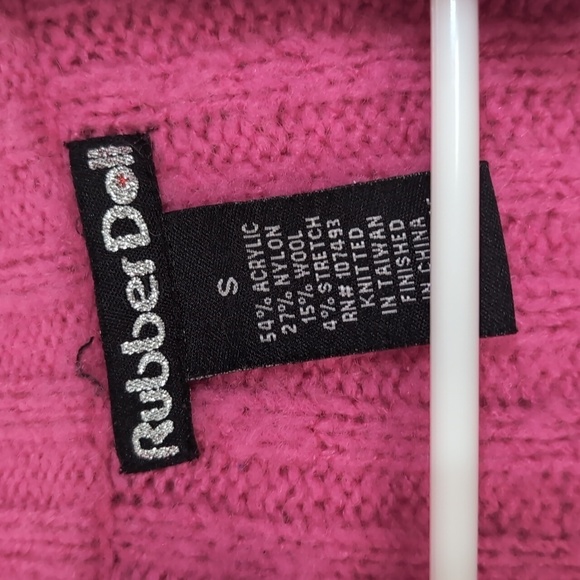 Rubber Doll
S
54% ACRYLIC
27% NYLON
15% WOOL
4% STRETCH
RN# 107493
KNITTED
IN TAIWAN
FINISHED
IN CHINA